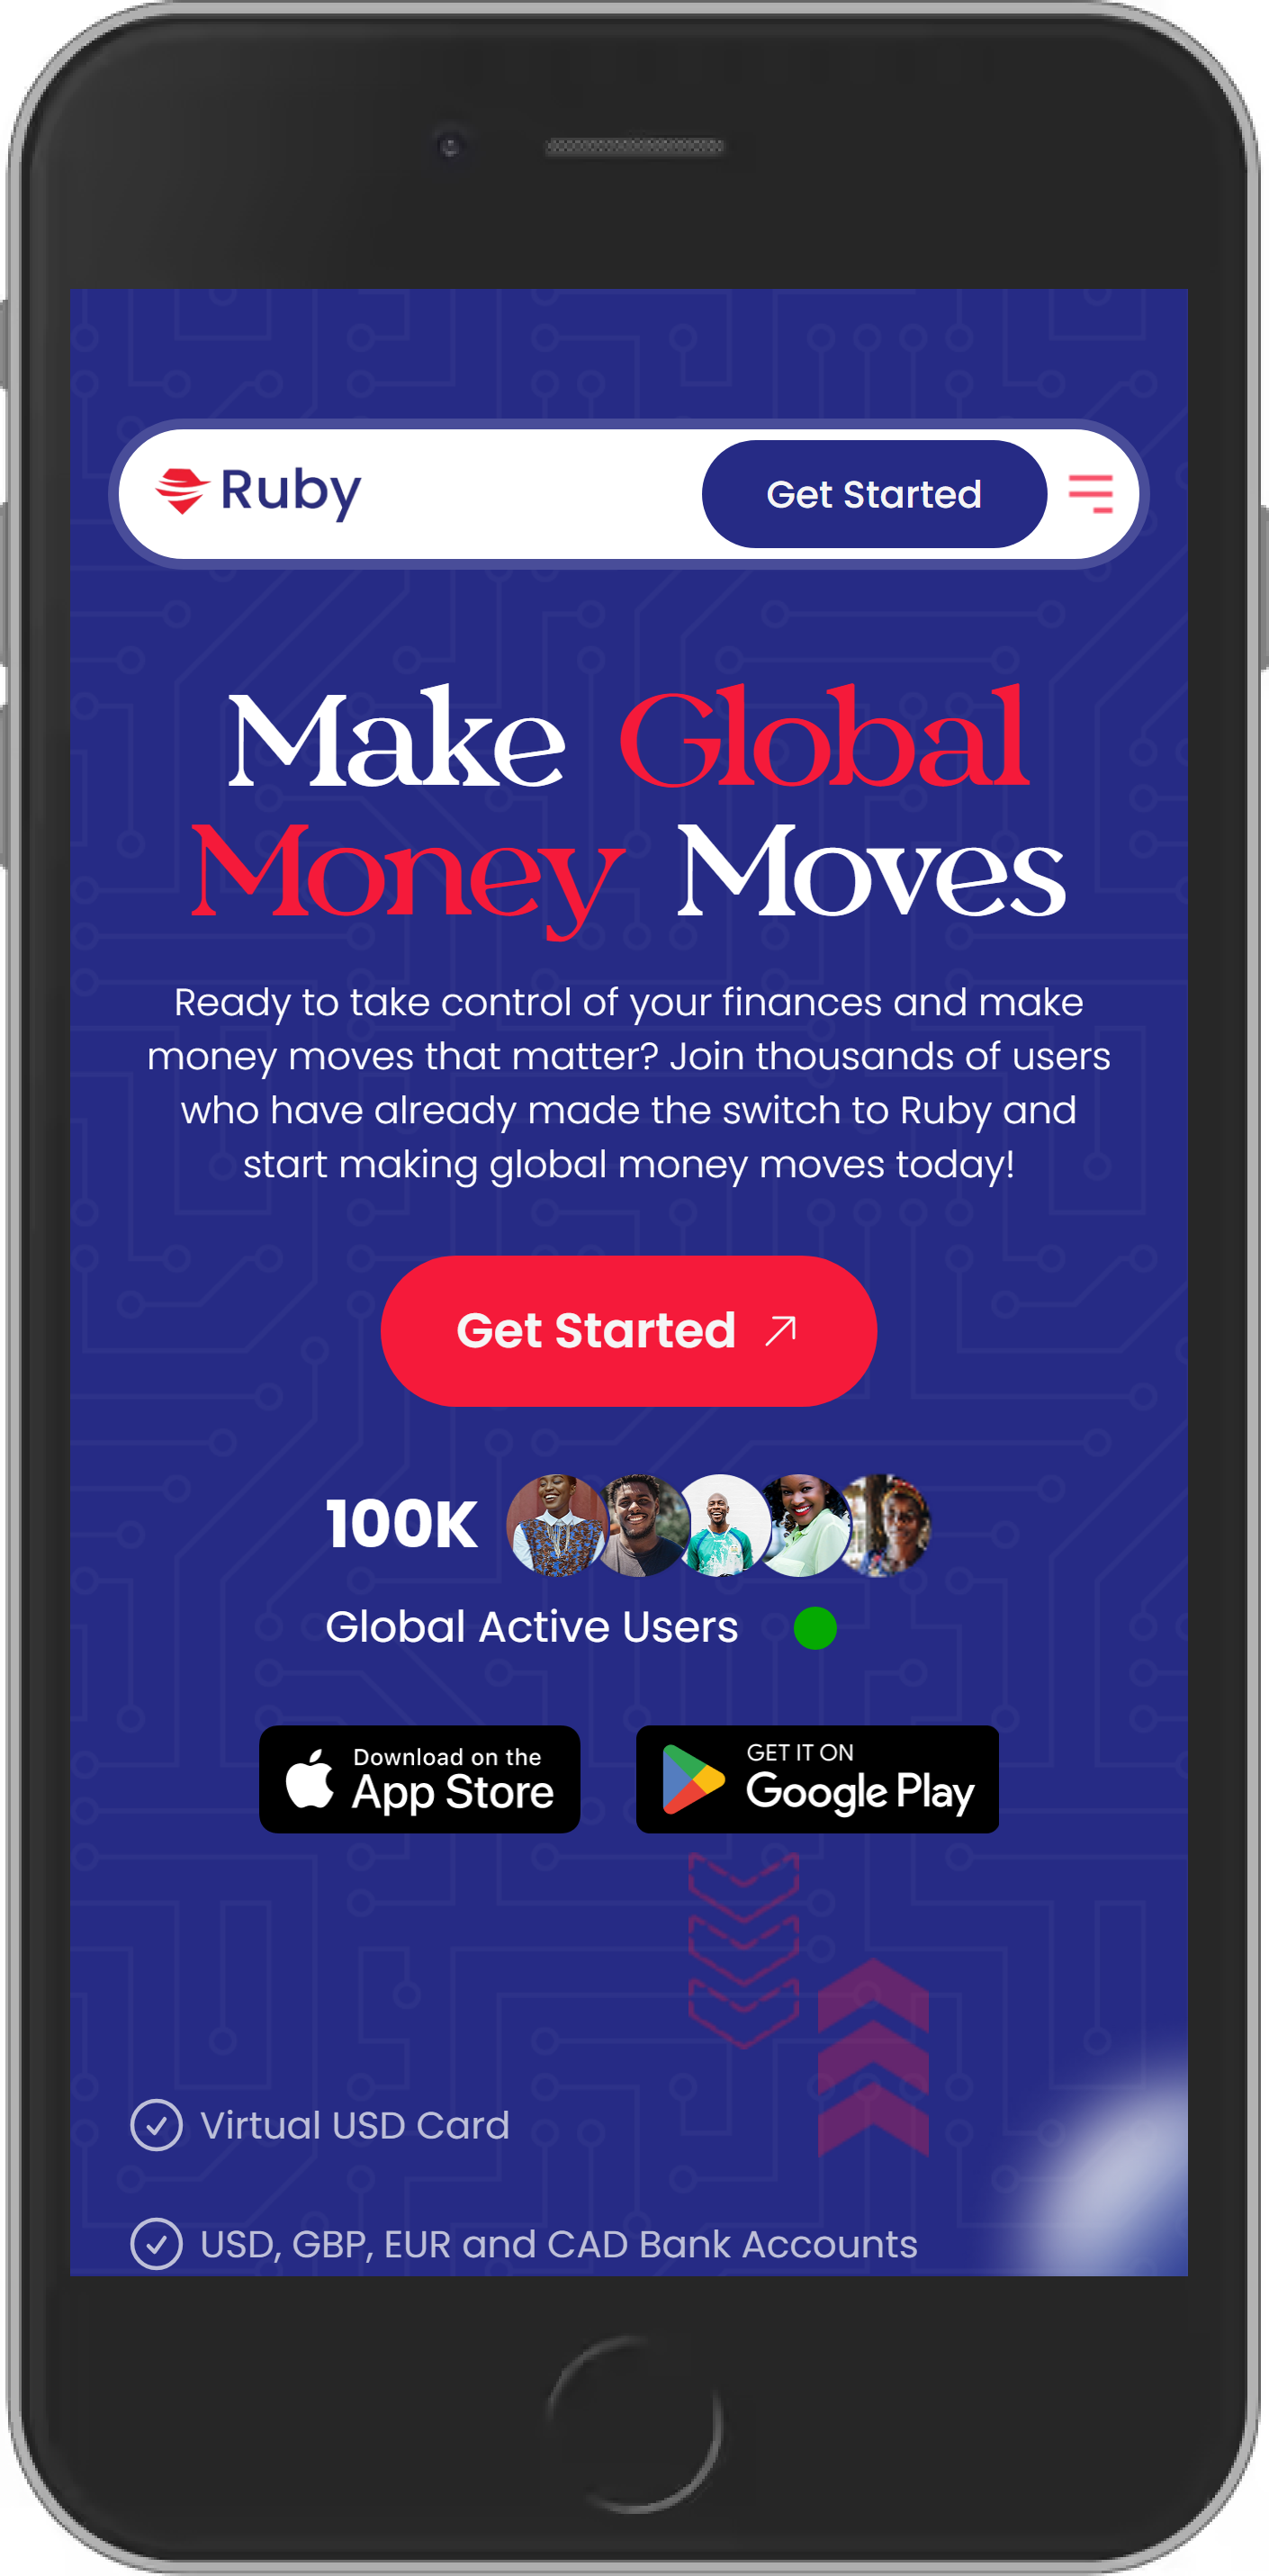 Ruby
Get Started
Make Global
Money Moves
Ready to take control of your finances and make
money moves that matter? Join thousands of users
who have already made the switch to Ruby and
start making global money moves today!
Get Started
100K
Global Active Users
Download on the
App Store
GET IT ON
Google Play
Virtual USD Card
USD, GBP, EUR and CAD Bank Accounts